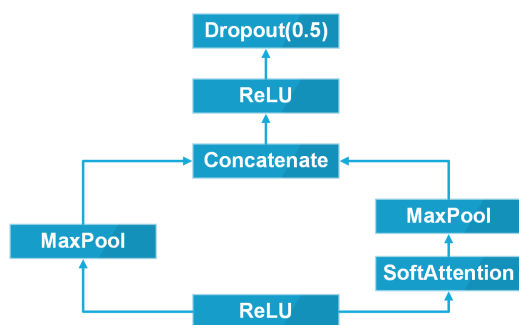 Dropout(0.5)
ReLU
Concatenate
MaxPool
MaxPool
SoftAttention
ReLU